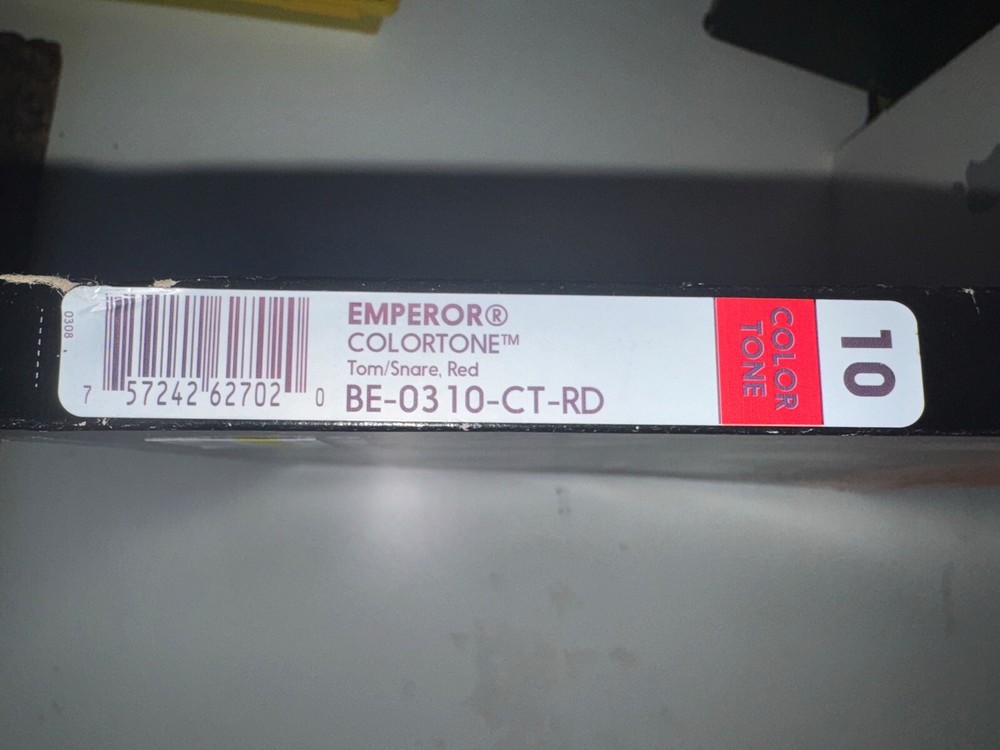 0308
7 57242 62702 0
EMPEROR®
COLORTONE™
Tom/Snare, Red
BE-0310-CT-RD
COLOR
TONE
10